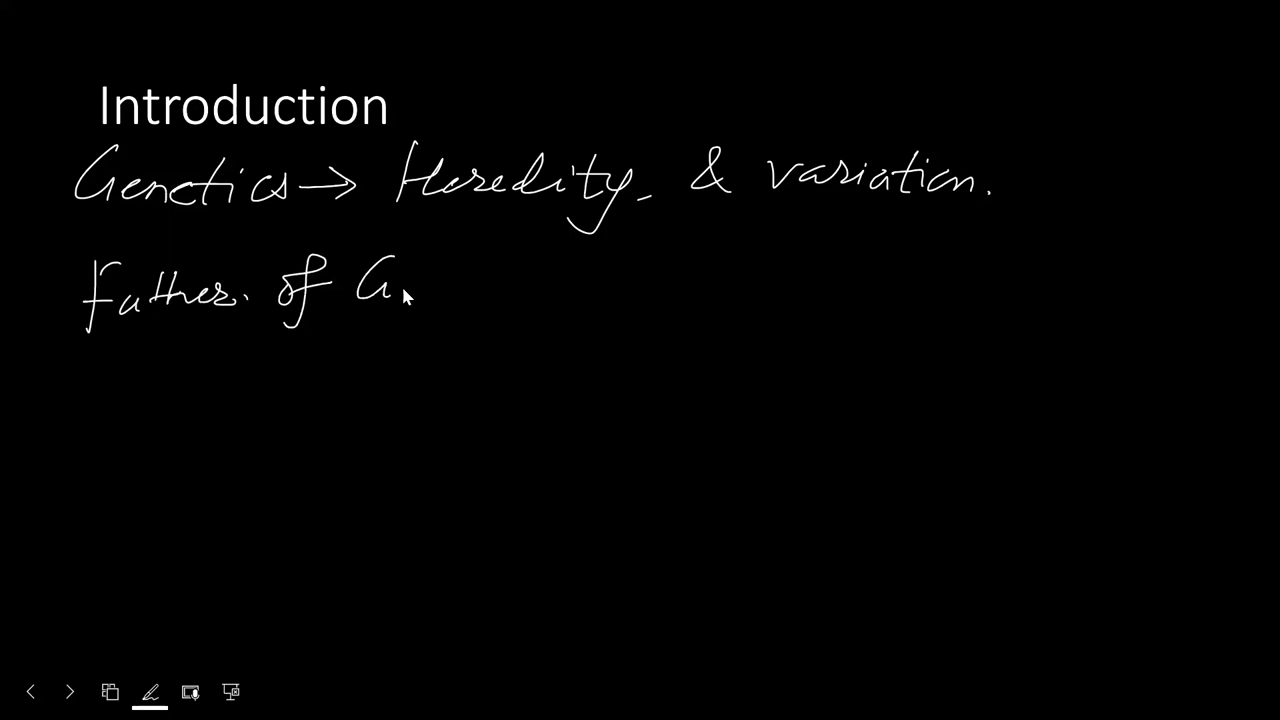 Introduction
Genetics → Heredity & variation.
Father of G